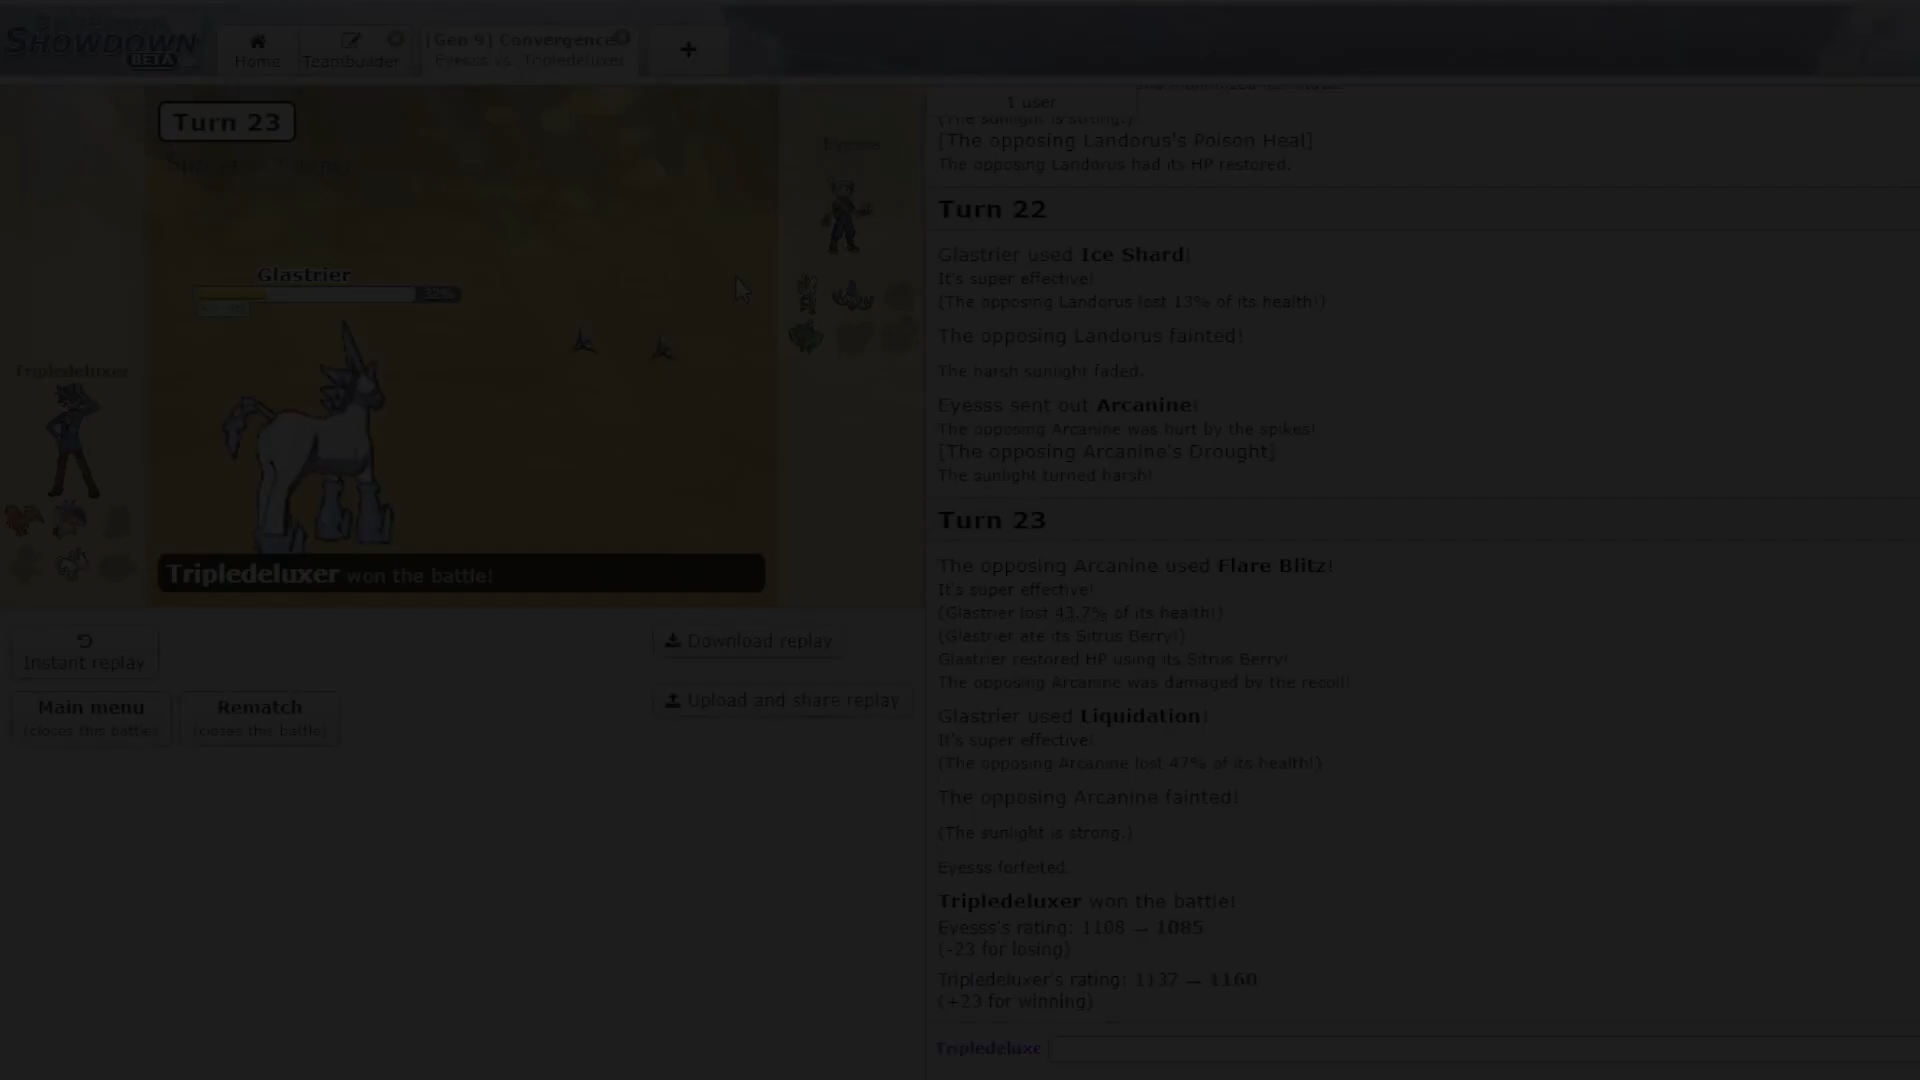 SHOWDOWN
BETA
Home
Teambuilder
[Gen 9] Convergence
Eyesss vs. Tripledeluxer
+
Turn 23
Eyesss
Glastrier
32%
Tripledeluxer
Tripledeluxer won the battle!
Instant replay
Download replay
Upload and share replay
Main menu
(closes this battle)
Rematch
(closes this battle)
1 user
(The sunlight is strong.)
[The opposing Landorus's Poison Heal]
The opposing Landorus had its HP restored.
Turn 22
Glastrier used Ice Shard!
It's super effective!
(The opposing Landorus lost 13% of its health!)
The opposing Landorus fainted!
The harsh sunlight faded.
Eyesss sent out Arcanine!
The opposing Arcanine was hurt by the spikes!
[The opposing Arcanine's Drought]
The sunlight turned harsh!
Turn 23
The opposing Arcanine used Flare Blitz!
It's super effective!
(Glastrier lost 43.7% of its health!)
(Glastrier ate its Sitrus Berry!)
Glastrier restored HP using its Sitrus Berry!
The opposing Arcanine was damaged by the recoil!
Glastrier used Liquidation!
It's super effective!
(The opposing Arcanine lost 47% of its health!)
The opposing Arcanine fainted!
(The sunlight is strong.)
Eyesss forfeited.
Tripledeluxer won the battle!
Eyesss's rating: 1108 → 1085
(-23 for losing)
Tripledeluxer's rating: 1137 → 1160
(+23 for winning)
Tripledeluxe